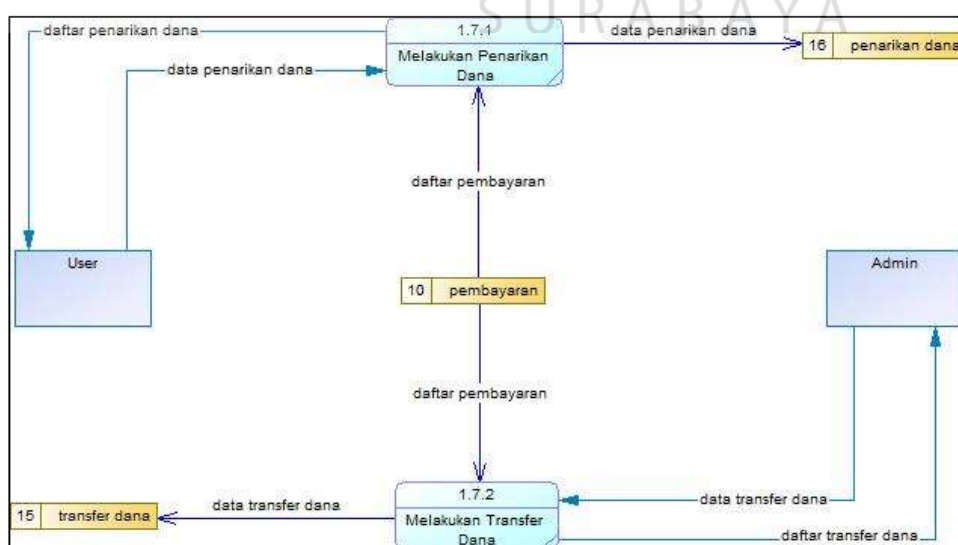 SURABAYA
daftar penarikan dana
1.7.1
Melakukan Penarikan
Dana
data penarikan dana
16 penarikan dana
data penarikan dana
daftar pembayaran
User
Admin
10 pembayaran
daftar pembayaran
15 transfer dana
data transfer dana
1.7.2
Melakukan Transfer
Dana
data transfer dana
daftar transfer dana